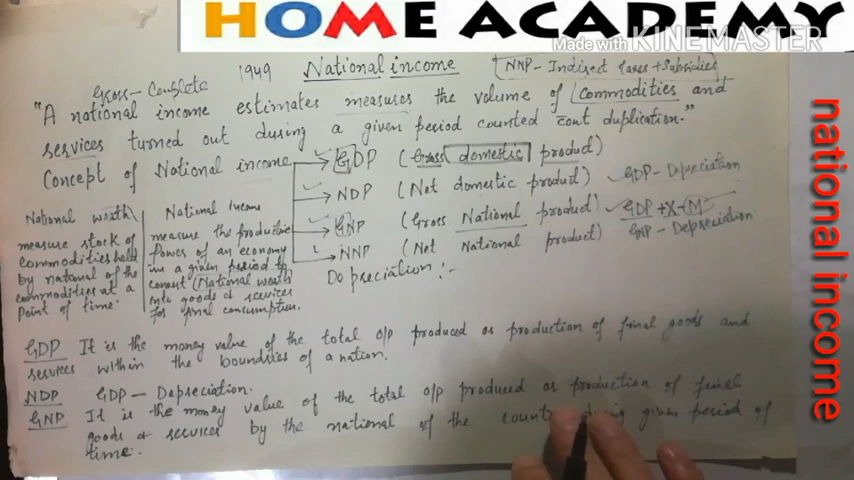 HOME ACADEMY
Made with KINEMASTER
Gross - Complete 1949 National income NNP - Indirect taxes + Subsidies
"A national income estimates measures the volume of commodities and
services turned out during a given period counted cont duplication."
Concept of National income
GDP (Gross domestic product)
NDP (Net domestic product) GDP - Depreciation
GNP (Gross National product) GDP + X - M
NNP (Net National product) GNP - Depreciation
Depreciation :-
National worth
measure stock of
commodities held
by national of the
commodities at a
point of time.
National income
measure the productive
power of an economy
in a given period to
convert National worth
into goods & services
for final consumption.
GDP It is the money value of the total o/p produced or production of final goods and
services within the boundries of a nation.
NDP GDP - Depreciation.
GNP It is the money value of the total o/p produced or production of final
goods & services by the national of the during given period of
time.
national income